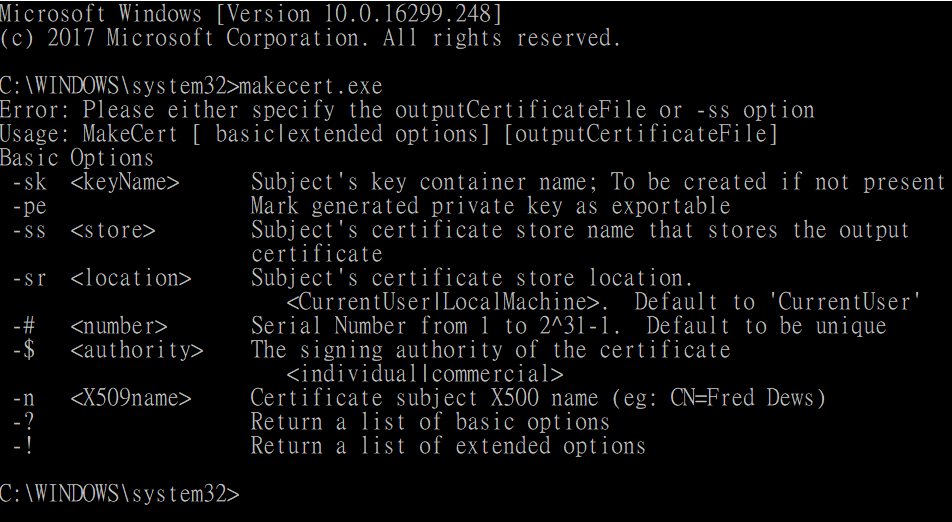 Microsoft Windows [Version 10.0.16299.248]
(c) 2017 Microsoft Corporation. All rights reserved.
C:\WINDOWS\system32>makecert.exe
Error: Please either specify the outputCertificateFile or -ss option
Usage: MakeCert [ basic|extended options] [outputCertificateFile]
Basic Options
 -sk  <keyName>      Subject's key container name; To be created if not present
 -pe                 Mark generated private key as exportable
 -ss  <store>        Subject's certificate store name that stores the output
                     certificate
 -sr  <location>     Subject's certificate store location.
                        <CurrentUser|LocalMachine>.  Default to 'CurrentUser'
 -#   <number>       Serial Number from 1 to 2^31-1.  Default to be unique
 -$   <authority>    The signing authority of the certificate
                        <individual|commercial>
 -n   <X509name>     Certificate subject X500 name (eg: CN=Fred Dews)
 -?                  Return a list of basic options
 -!                  Return a list of extended options
C:\WINDOWS\system32>